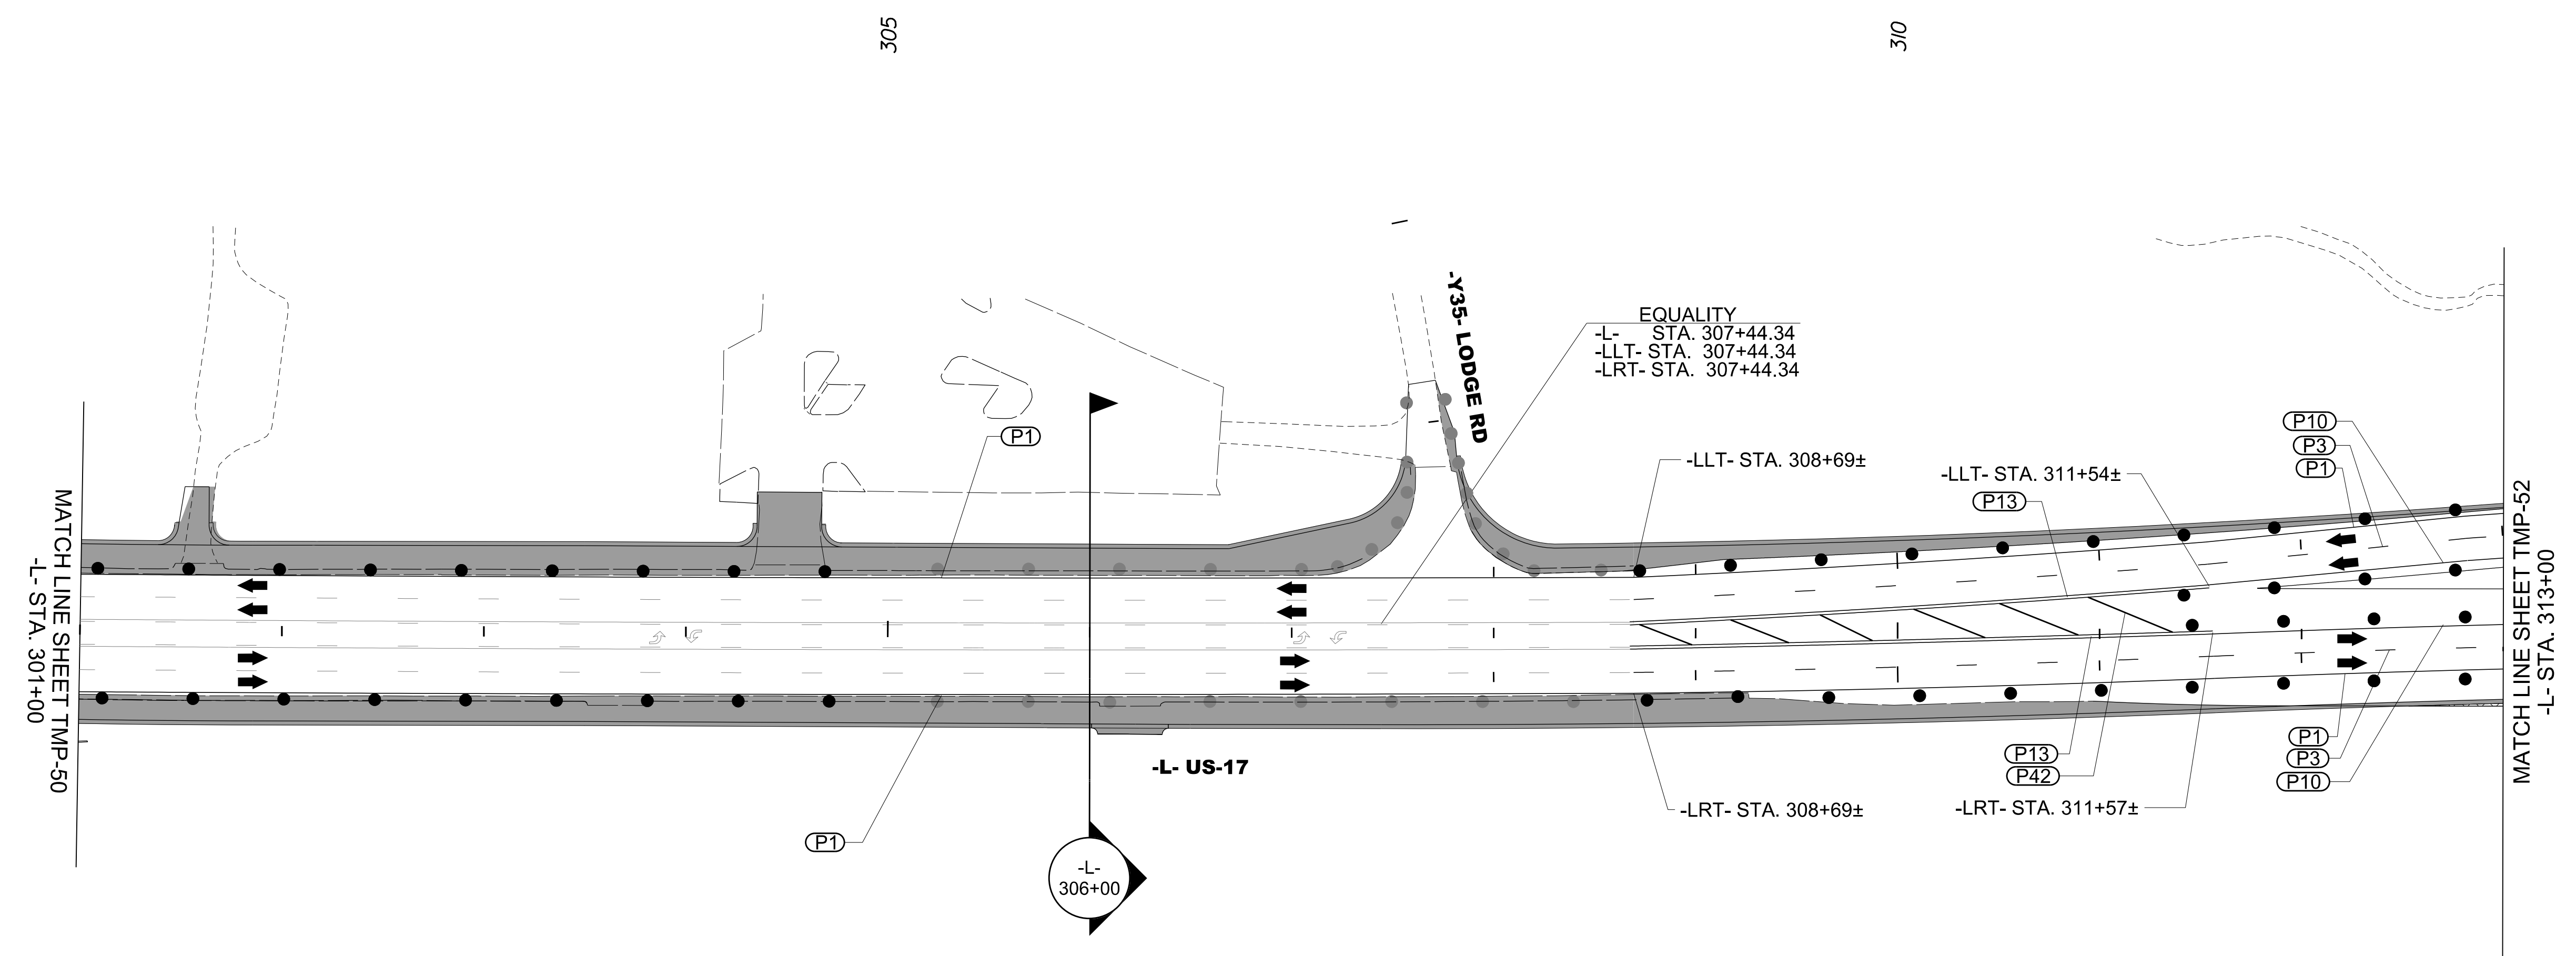 305
310
-Y35- LODGE RD
EQUALITY
-L- STA. 307+44.34
-LLT- STA. 307+44.34
-LRT- STA. 307+44.34
P1
-LLT- STA. 308+69±
-LLT- STA. 311+54±
P13
P10
P3
P1
MATCH LINE SHEET TMP-50
-L- STA. 301+00
MATCH LINE SHEET TMP-52
-L- STA. 313+00
-L- US-17
P13
P42
-LRT- STA. 311+57±
P1
P3
P10
-LRT- STA. 308+69±
P1
-L-
306+00